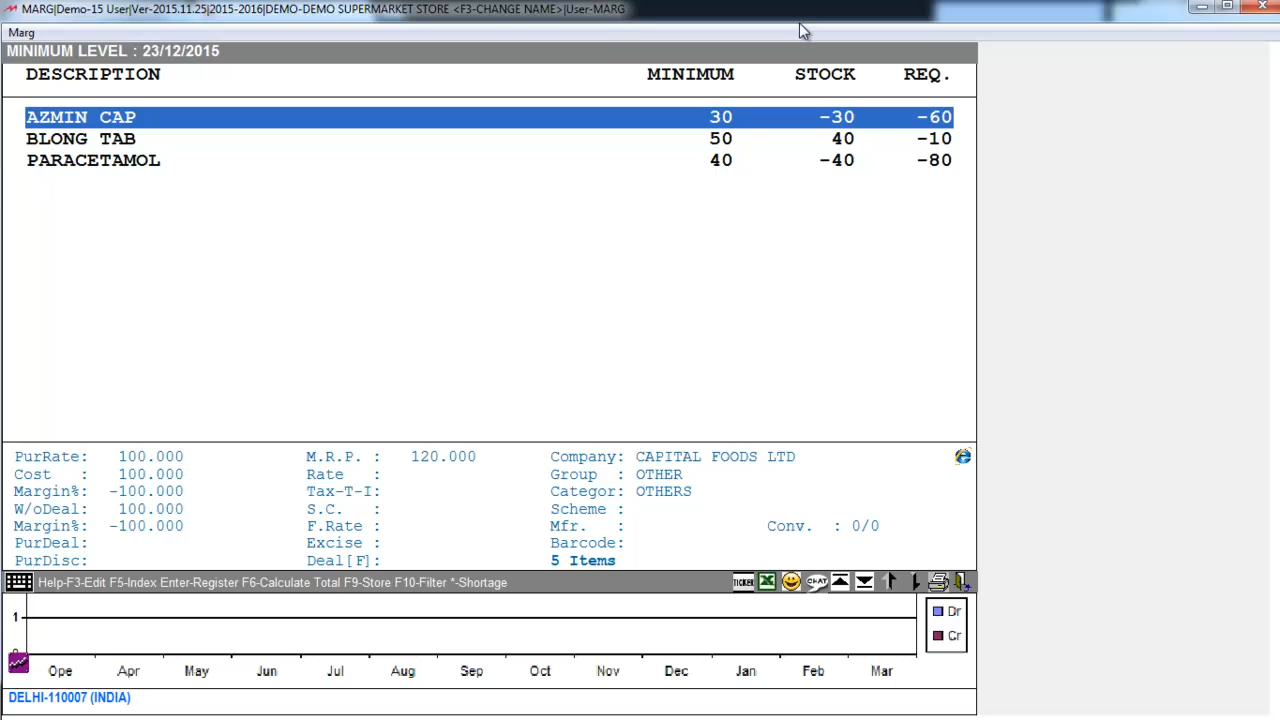 MARG|Demo-15 User|Ver-2015.11.25|2015-2016|DEMO-DEMO SUPERMARKET STORE <F3-CHANGE NAME>|User-MARG
Marg
MINIMUM LEVEL : 23/12/2015
DESCRIPTION MINIMUM STOCK REQ.
AZMIN CAP 30 -30 -60
BLONG TAB 50 40 -10
PARACETAMOL 40 -40 -80
PurRate: 100.000 M.R.P. : 120.000 Company: CAPITAL FOODS LTD
Cost : 100.000 Rate : Group : OTHER
Margin%: -100.000 Tax-T-I: Categor: OTHERS
W/oDeal: 100.000 S.C. : Scheme :
Margin%: -100.000 F.Rate : Mfr. : Conv. : 0/0
PurDeal: Excise : Barcode:
PurDisc: Deal[F]: 5 Items
Help-F3-Edit F5-Index Enter-Register F6-Calculate Total F9-Store F10-Filter *-Shortage TICKER CHAT
1 Dr
Cr
Ope Apr May Jun Jul Aug Sep Oct Nov Dec Jan Feb Mar
DELHI-110007 (INDIA)